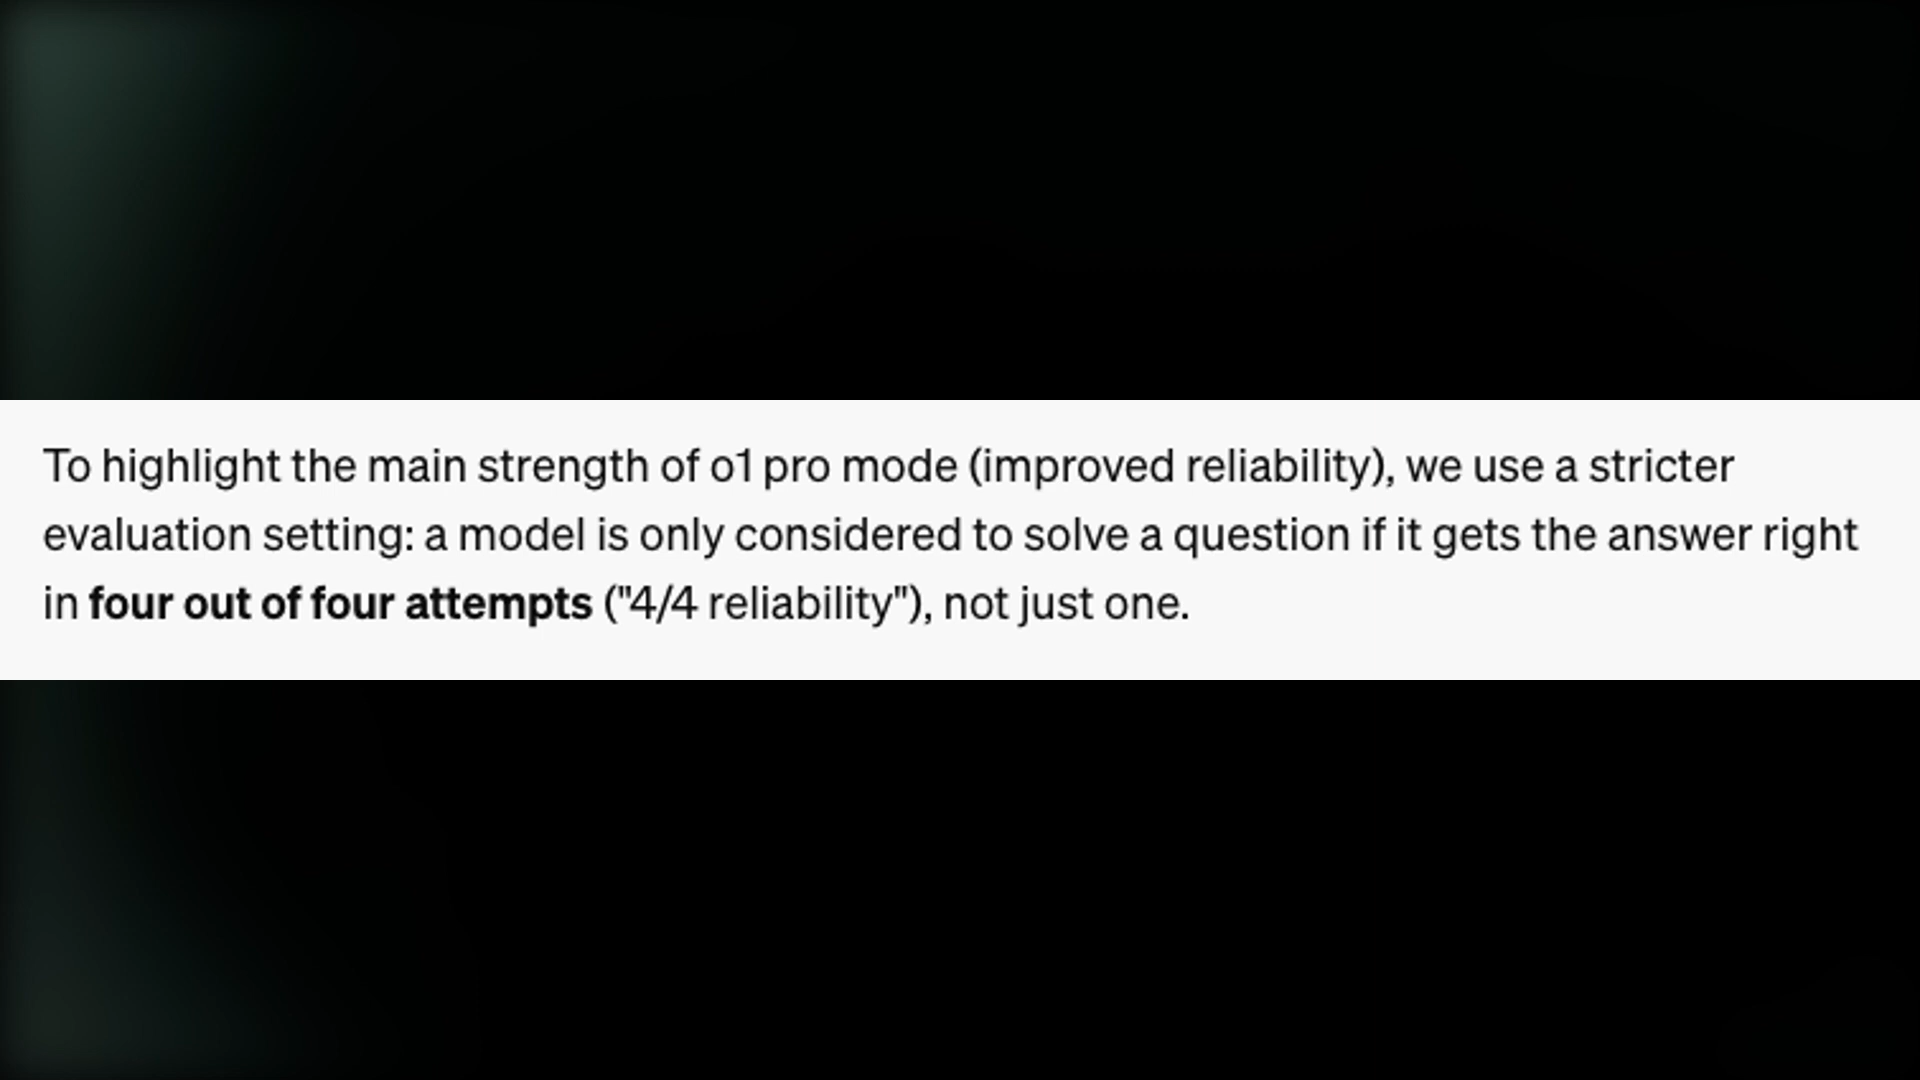 To highlight the main strength of o1 pro mode (improved reliability), we use a stricter
evaluation setting: a model is only considered to solve a question if it gets the answer right
in four out of four attempts ("4/4 reliability"), not just one.